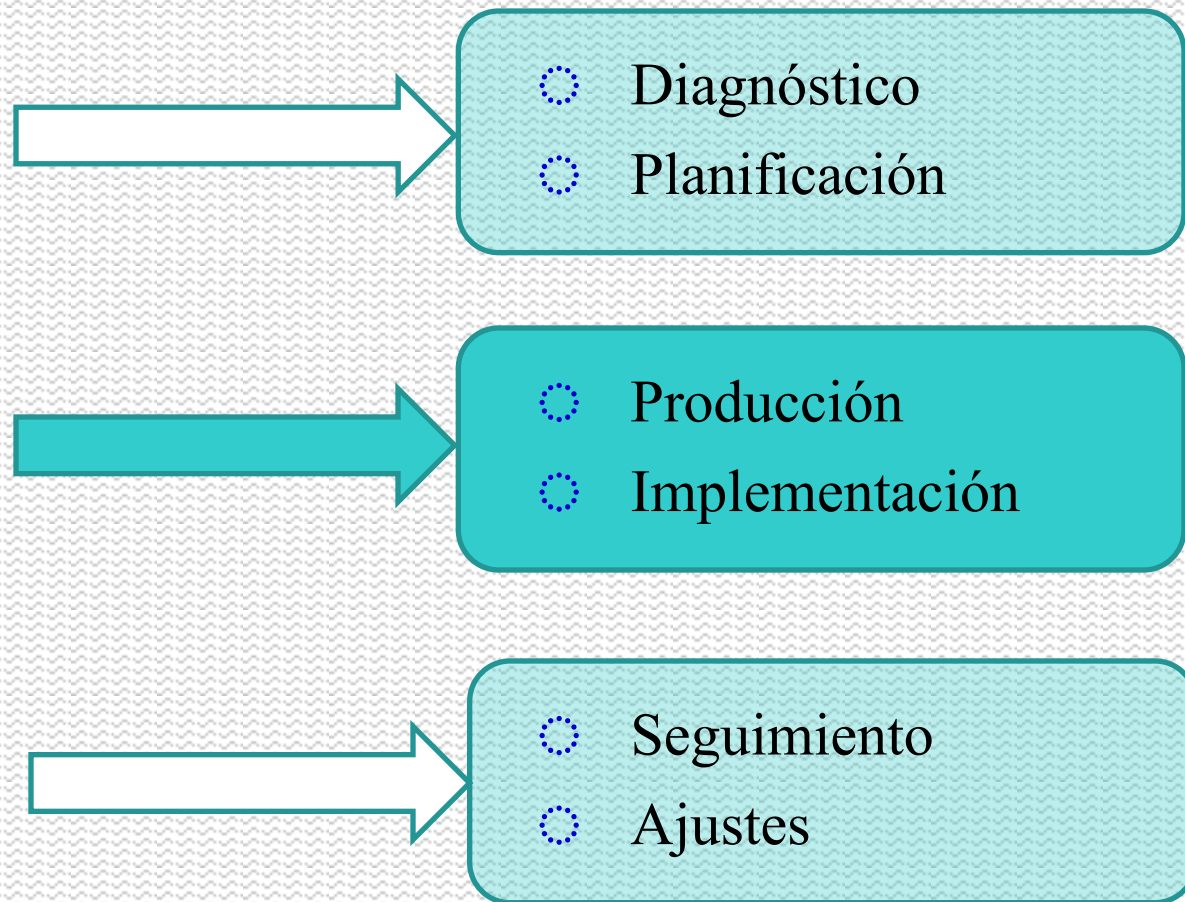 Diagnóstico
Planificación
Producción
Implementación
Seguimiento
Ajustes